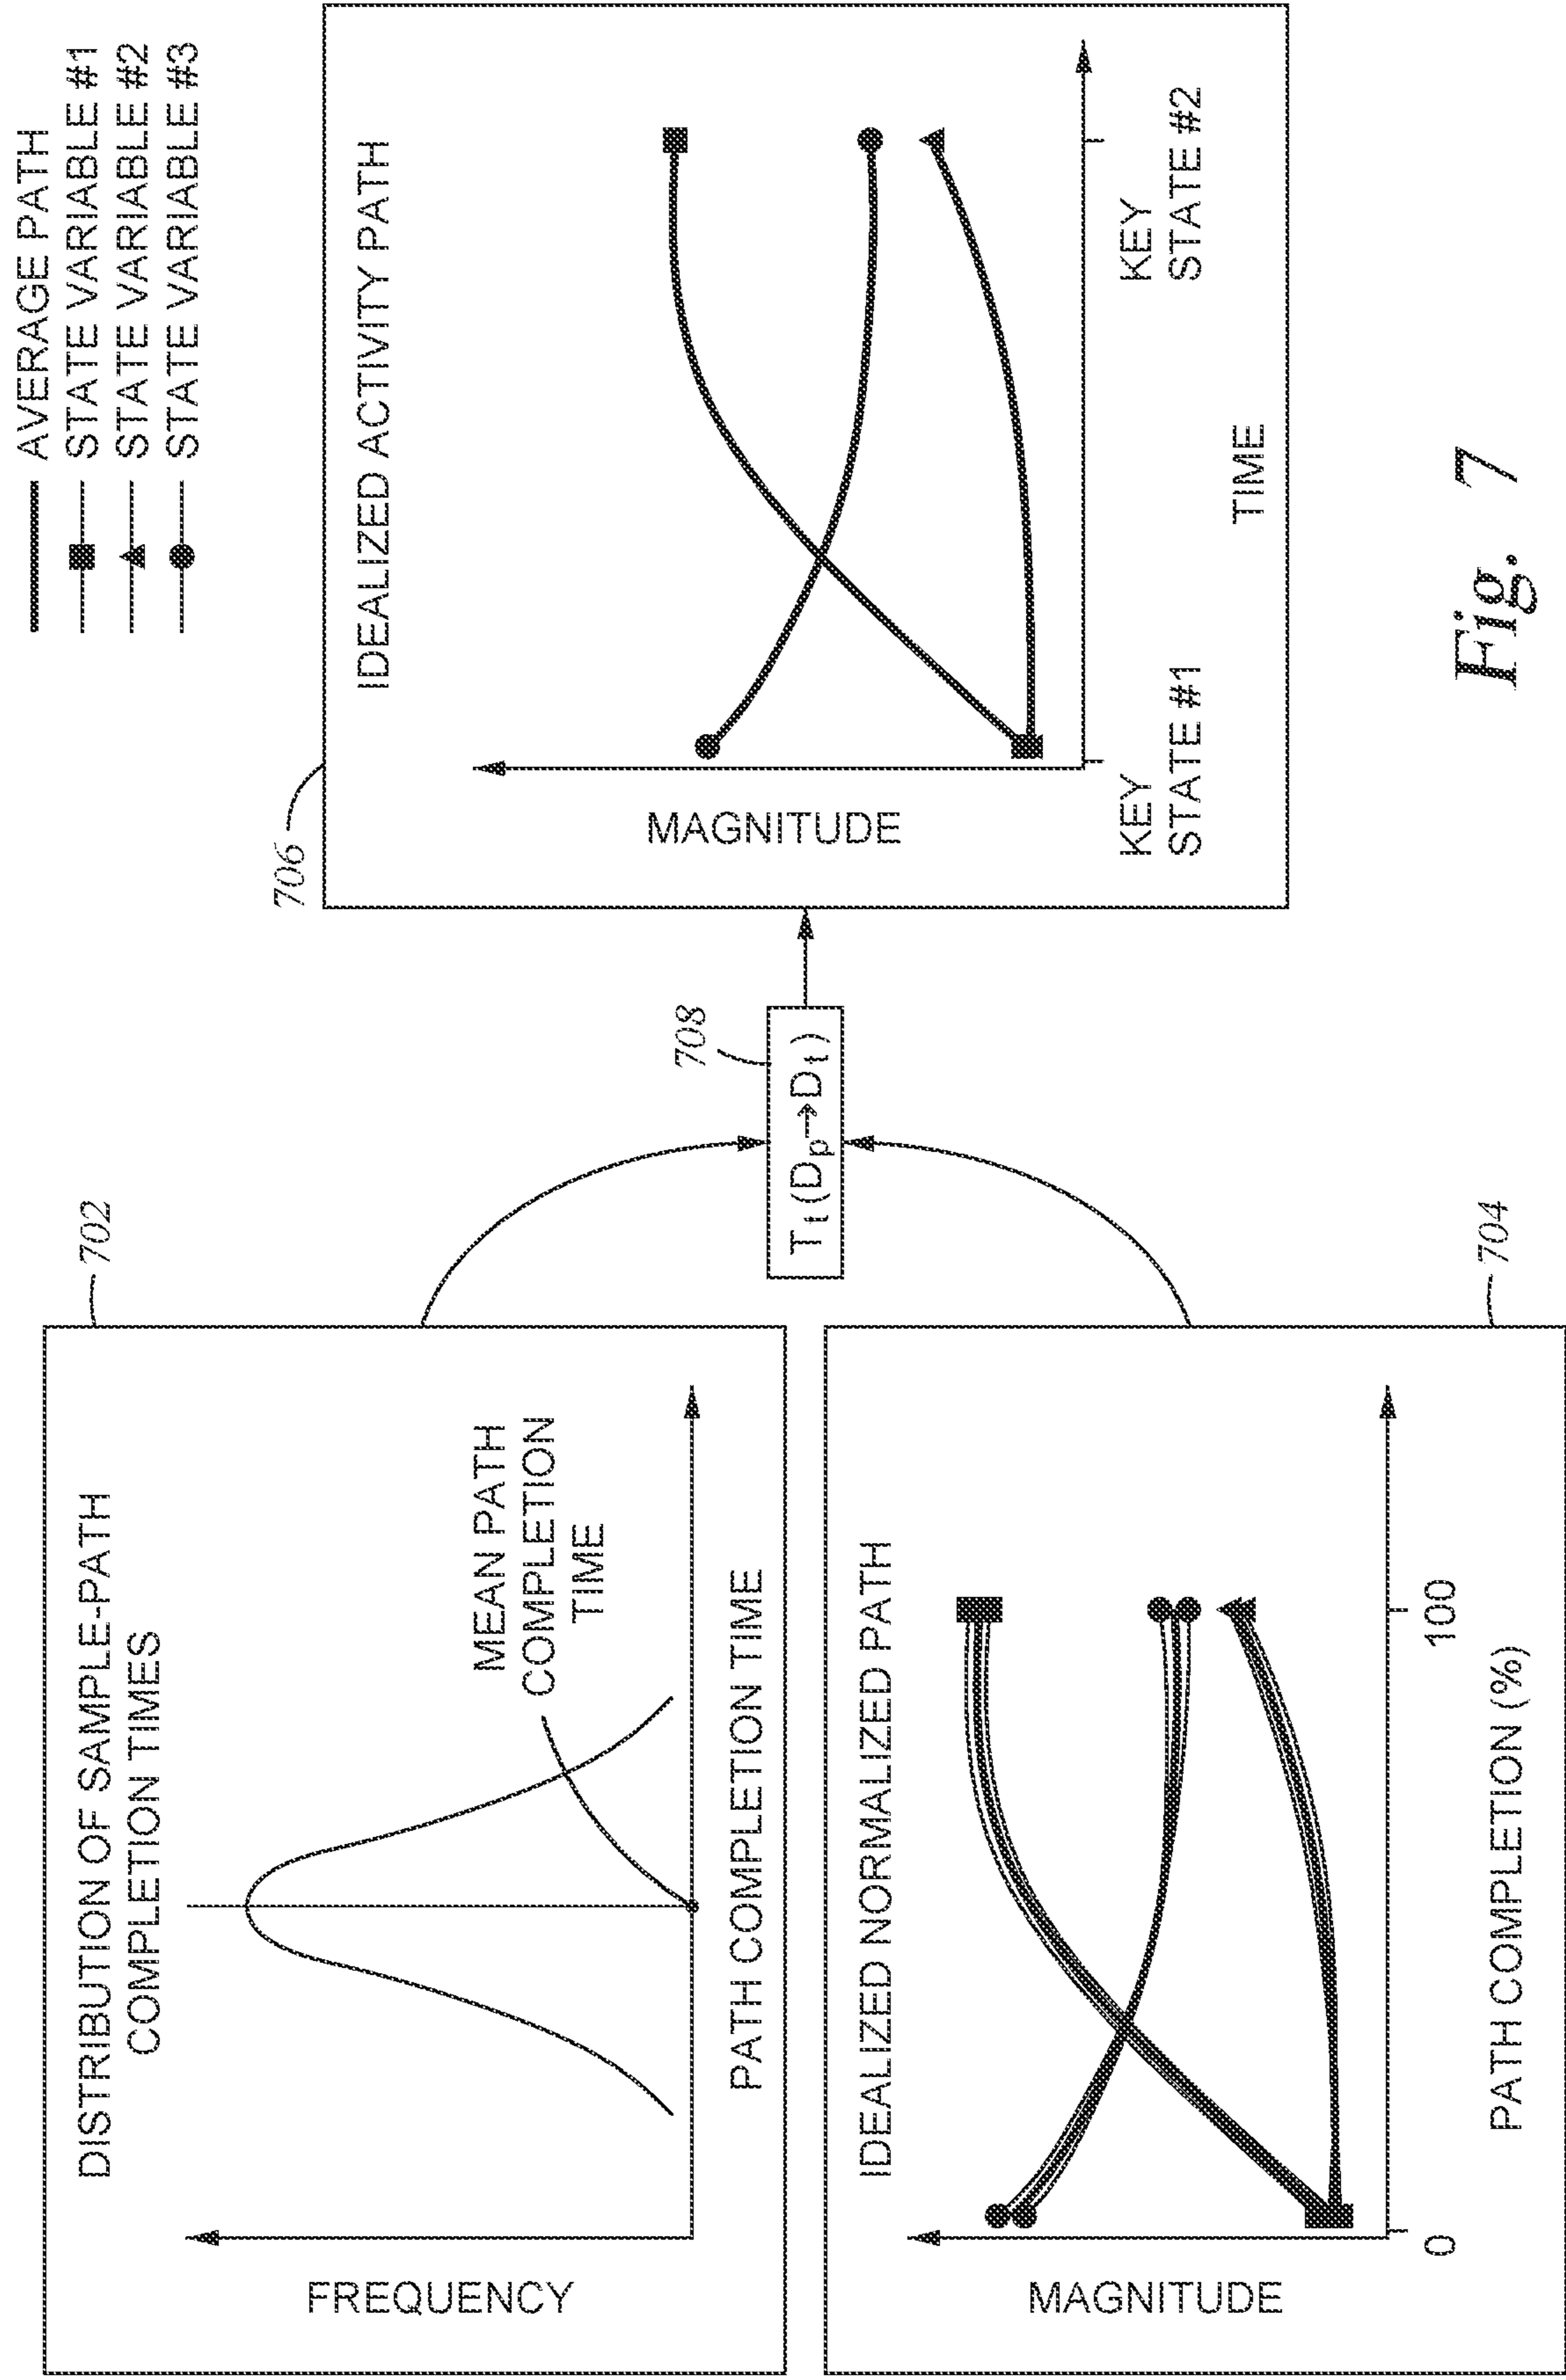 AVERAGE PATH
STATE VARIABLE #1
STATE VARIABLE #2
STATE VARIABLE #3
702
DISTRIBUTION OF SAMPLE-PATH
COMPLETION TIMES
FREQUENCY
MEAN PATH
COMPLETION
TIME
PATH COMPLETION TIME
704
IDEALIZED NORMALIZED PATH
MAGNITUDE
0
100
PATH COMPLETION (%)
708
Tt(Dp→Dt)
706
IDEALIZED ACTIVITY PATH
MAGNITUDE
KEY
STATE #1
KEY
STATE #2
TIME
Fig. 7